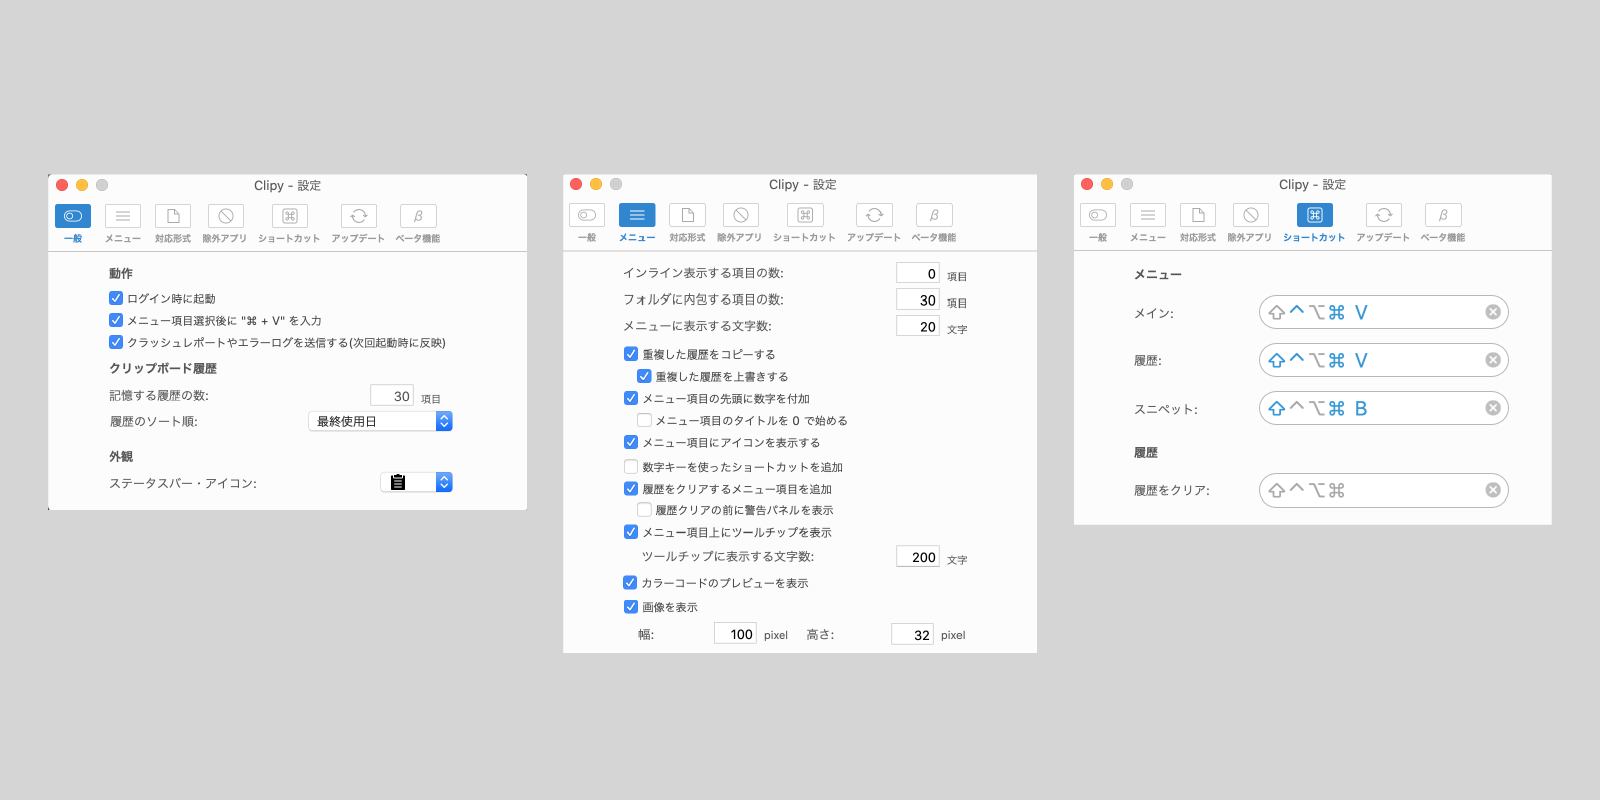 Clipy - 設定
一般 メニュー 対応形式 除外アプリ ショートカット アップデート ベータ機能
動作
ログイン時に起動
メニュー項目選択後に "⌘ + V" を入力
クラッシュレポートやエラーログを送信する(次回起動時に反映)
クリップボード履歴
記憶する履歴の数: 30 項目
履歴のソート順: 最終使用日
外観
ステータスバー・アイコン:
Clipy - 設定
一般 メニュー 対応形式 除外アプリ ショートカット アップデート ベータ機能
インライン表示する項目の数: 0 項目
フォルダに内包する項目の数: 30 項目
メニューに表示する文字数: 20 文字
重複した履歴をコピーする
重複した履歴を上書きする
メニュー項目の先頭に数字を付加
メニュー項目のタイトルを 0 で始める
メニュー項目にアイコンを表示する
数字キーを使ったショートカットを追加
履歴をクリアするメニュー項目を追加
履歴クリアの前に警告パネルを表示
メニュー項目上にツールチップを表示
ツールチップに表示する文字数: 200 文字
カラーコードのプレビューを表示
画像を表示
幅: 100 pixel 高さ: 32 pixel
Clipy - 設定
一般 メニュー 対応形式 除外アプリ ショートカット アップデート ベータ機能
メニュー
メイン: ⇧⌃⌥⌘ V
履歴: ⇧⌃⌥⌘ V
スニペット: ⇧⌃⌥⌘ B
履歴
履歴をクリア: ⇧⌃⌥⌘